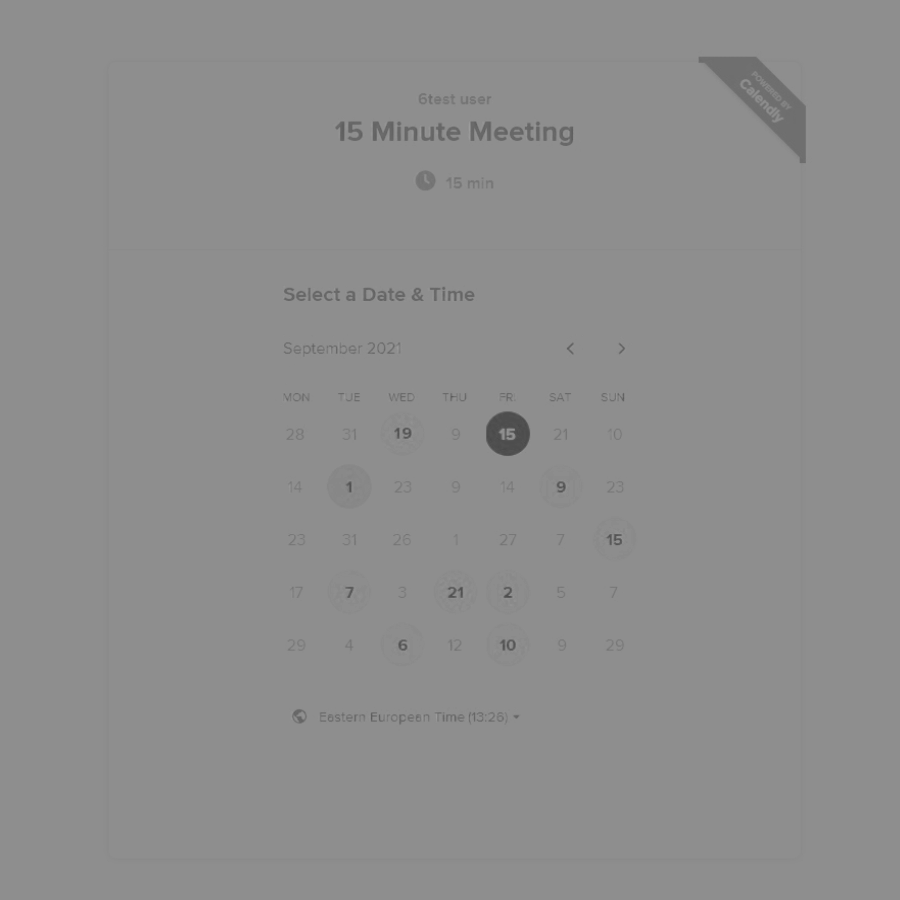 POWERED BY
Calendly
6test user
15 Minute Meeting
15 min
Select a Date & Time
September 2021
MON TUE WED THU FRI SAT SUN
28 31 19 9 15 21 10
14 1 23 9 14 9 23
23 31 26 1 27 7 15
17 7 3 21 2 5 7
29 4 6 12 10 9 29
Eastern European Time (13:26)